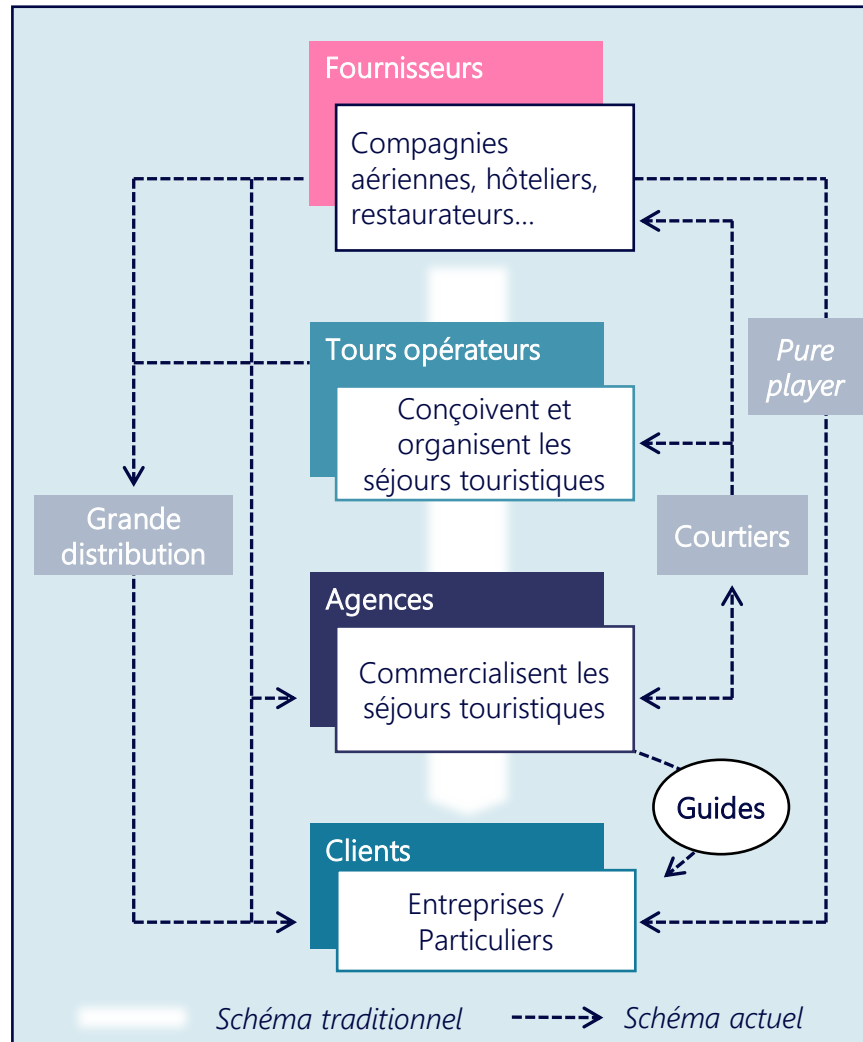 Fournisseurs
Compagnies
aériennes, hôteliers,
restaurateurs...
Tours opérateurs
Pure
player
Conçoivent et
organisent les
séjours touristiques
Grande
distribution
Courtiers
Agences
Commercialisent les
séjours touristiques
Guides
Clients
Entreprises /
Particuliers
Schéma traditionnel
Schéma actuel